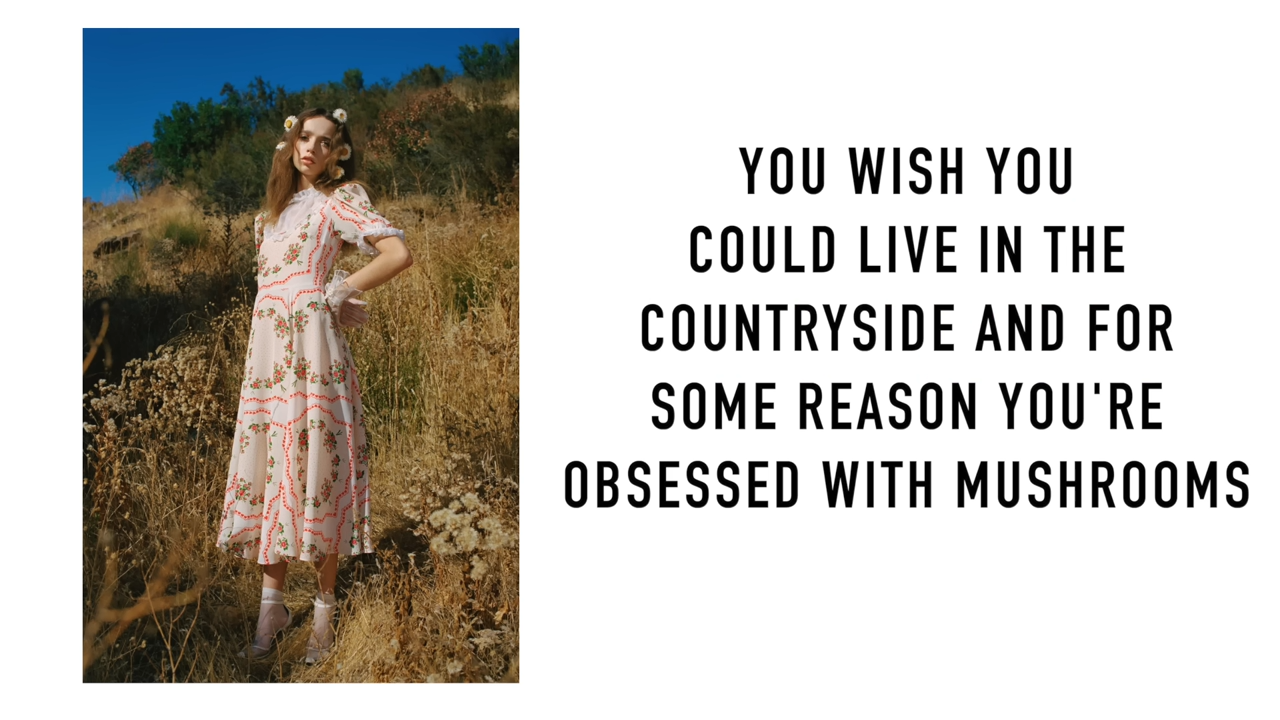 YOU WISH YOU
COULD LIVE IN THE
COUNTRYSIDE AND FOR
SOME REASON YOU'RE
OBSESSED WITH MUSHROOMS